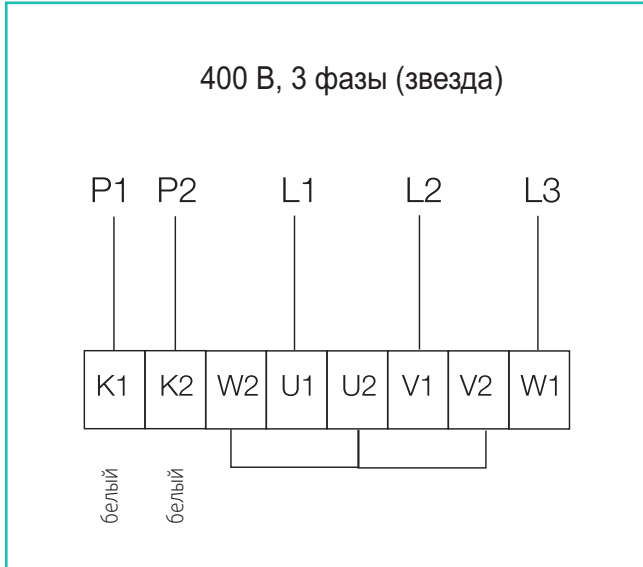 400 В, 3 фазы (звезда)
P1 P2 L1 L2 L3
K1 K2 W2 U1 U2 V1 V2 W1
белый белый